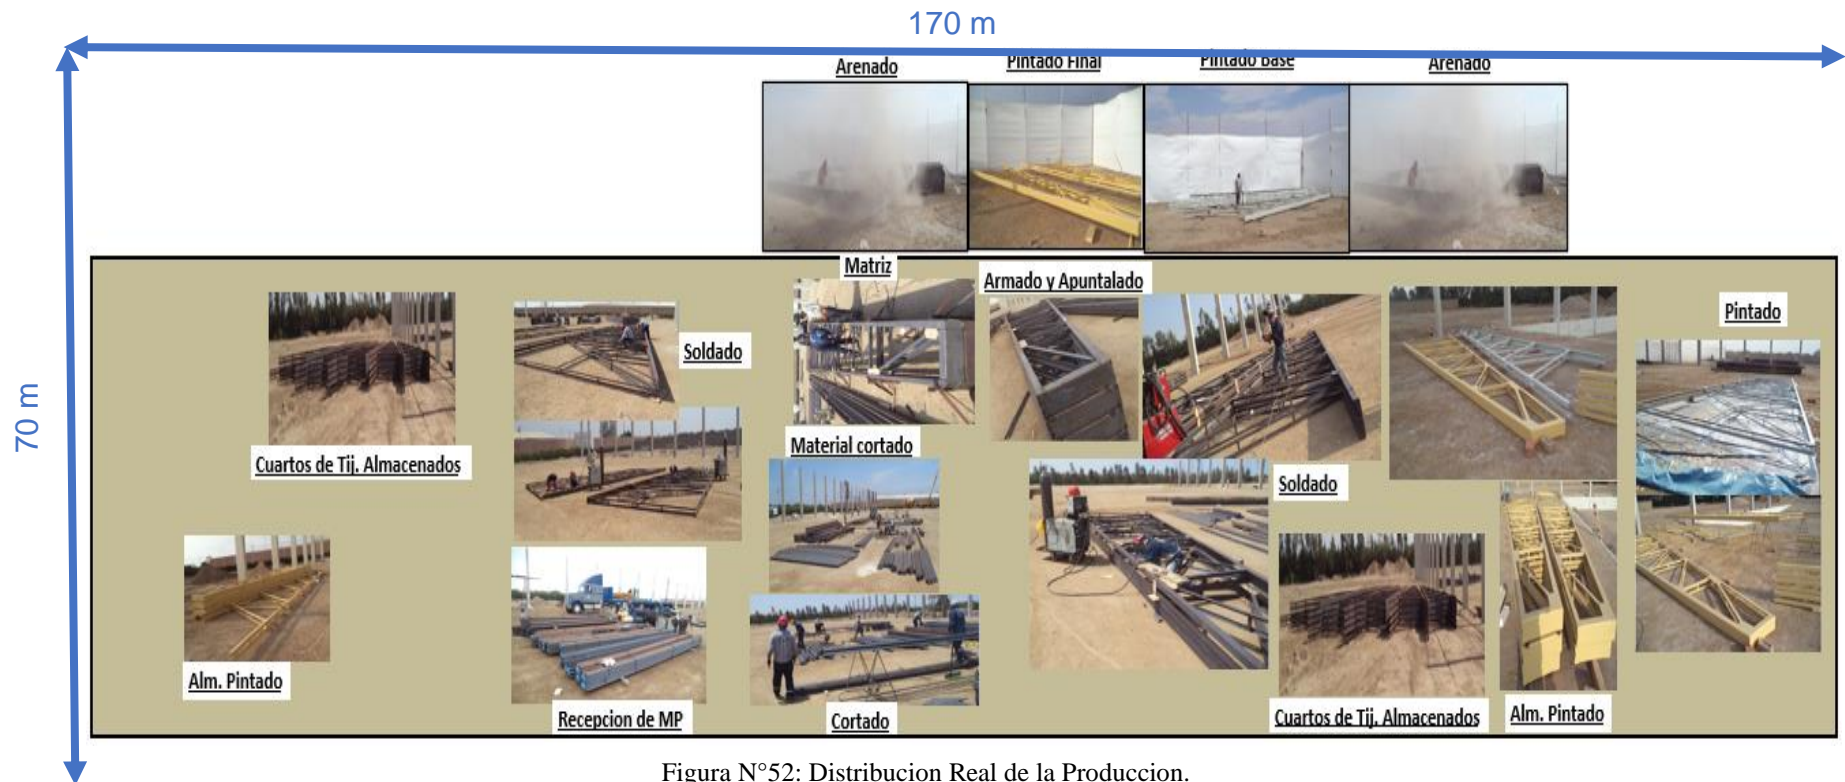 170 m
Arenado
Pintado Final
Pintado Base
Arenado
70 m
Matriz
Armado y Apuntalado
Pintado
Soldado
Material cortado
Cuartos de Tij. Almacenados
Soldado
Alm. Pintado
Recepcion de MP
Cortado
Cuartos de Tij. Almacenados
Alm. Pintado
Figura N°52: Distribucion Real de la Produccion.